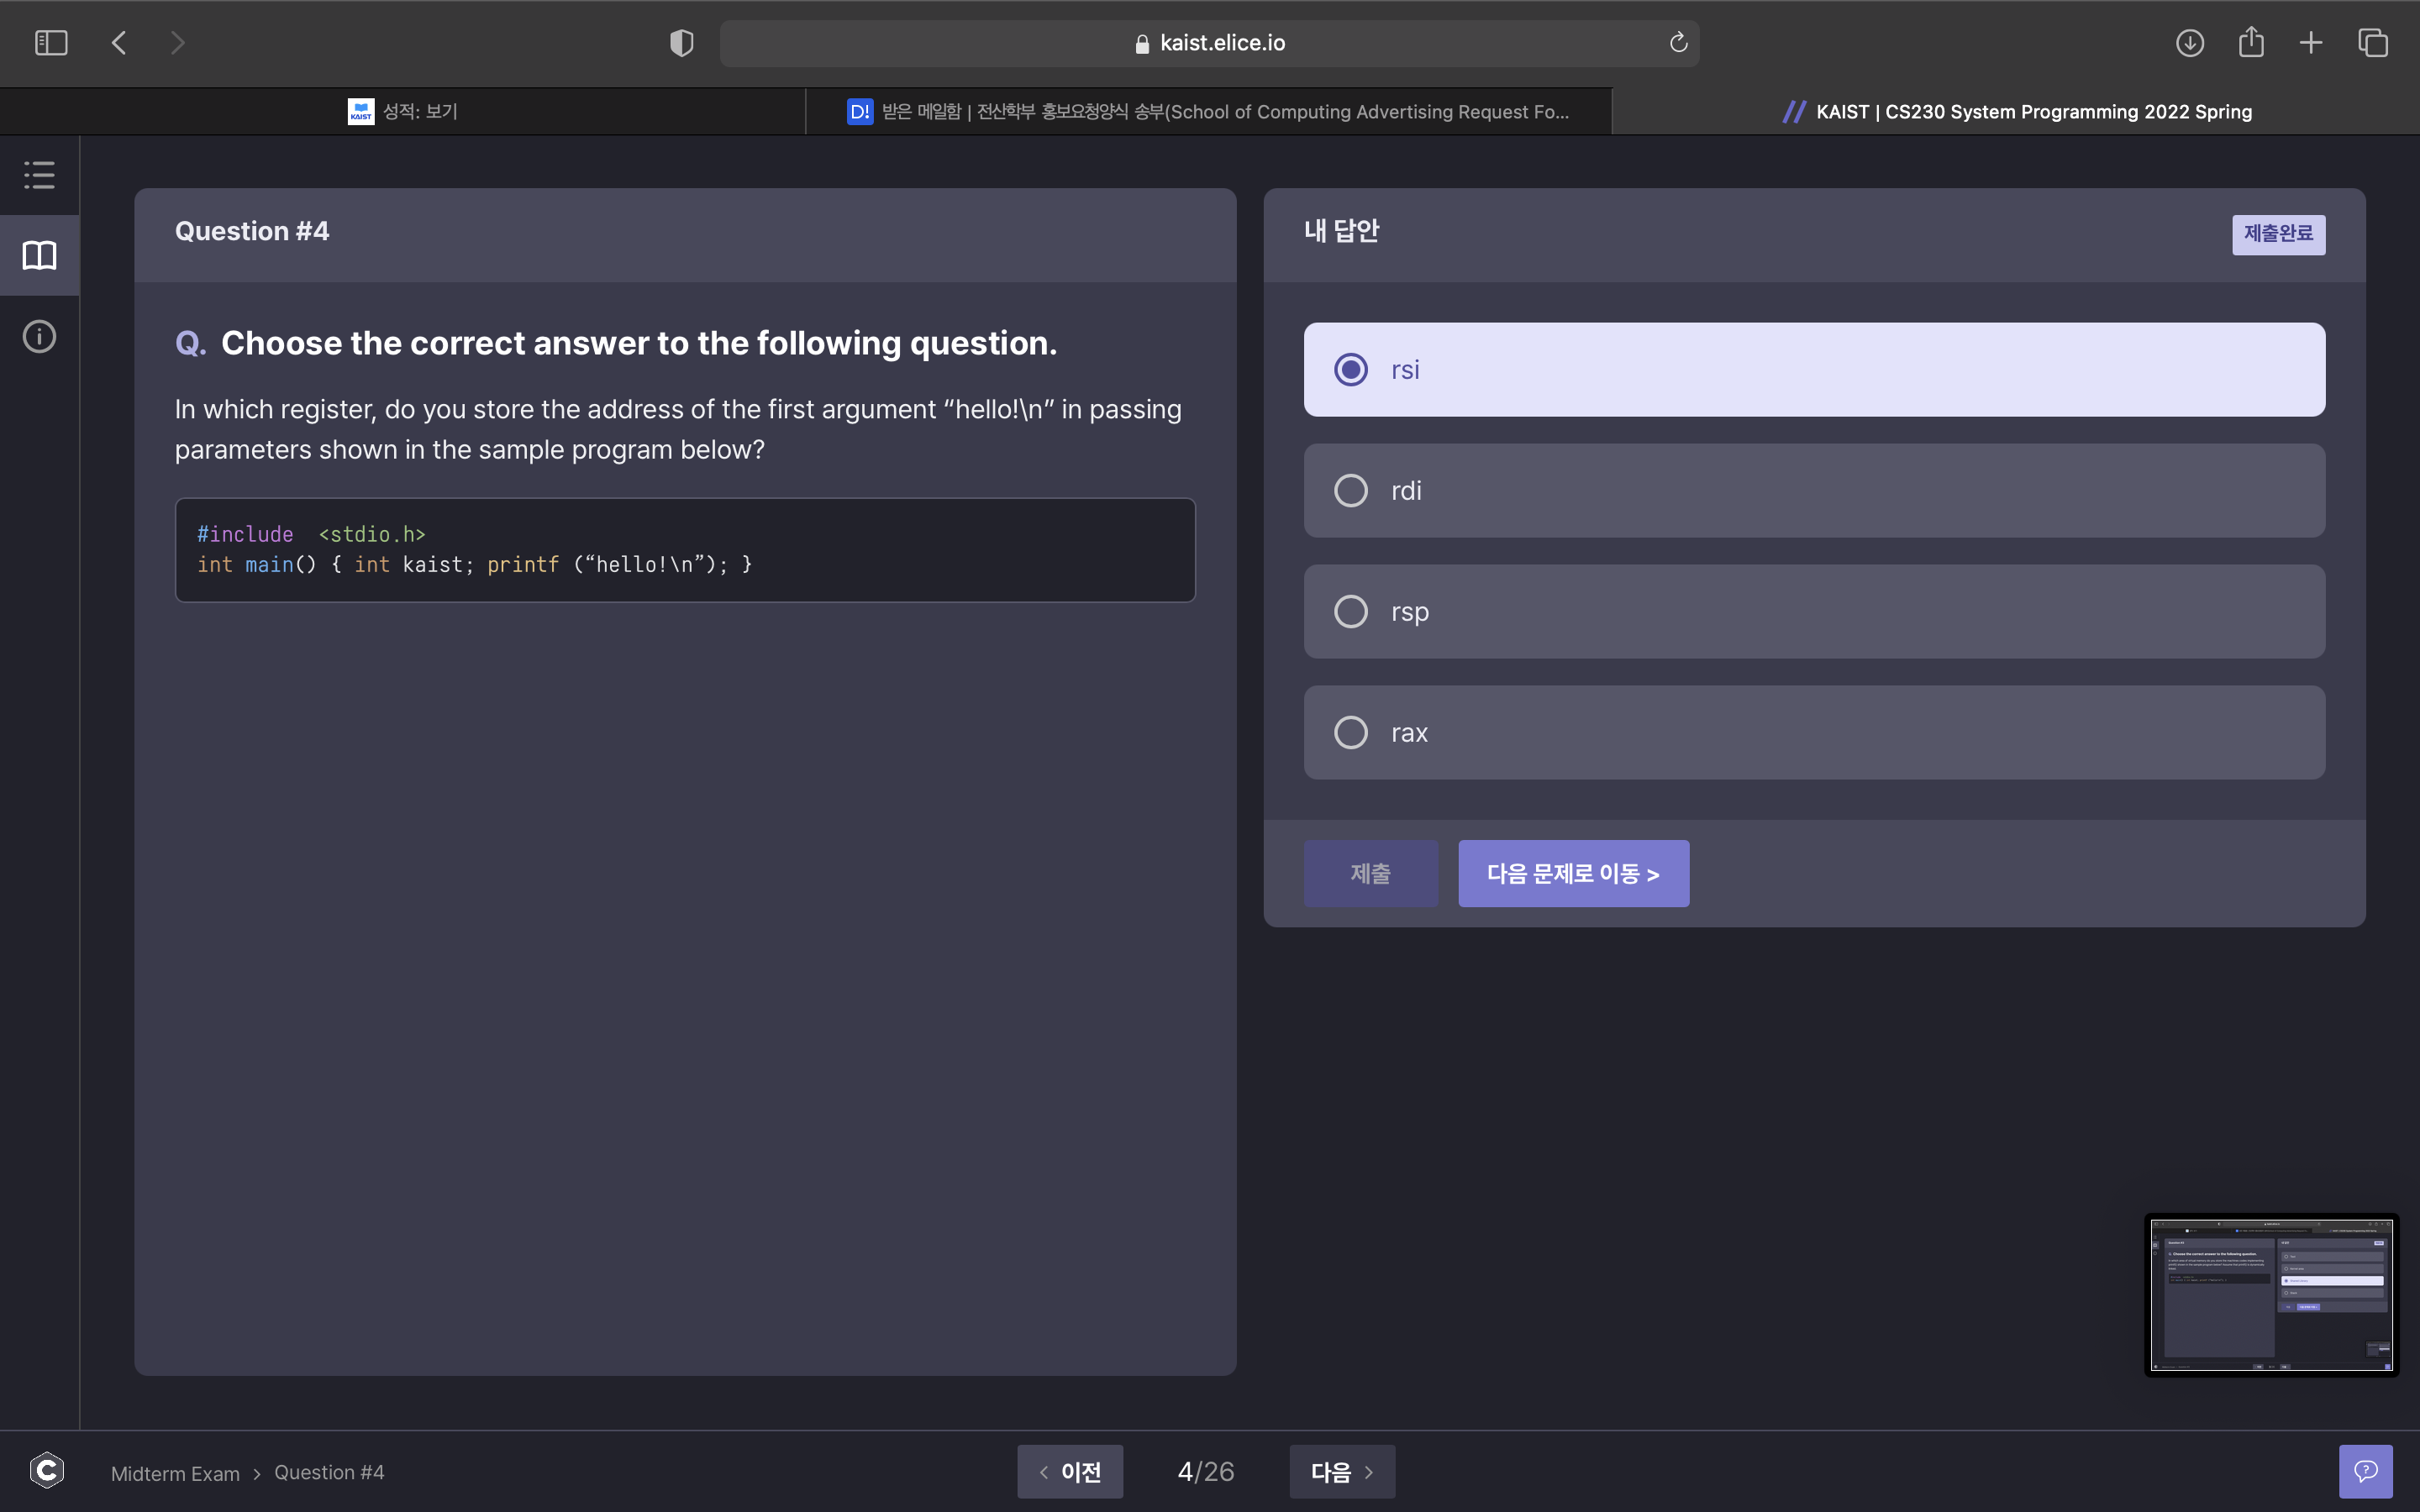 kaist.elice.io
KAIST
성적: 보기
D!
받은 메일함 | 전산학부 홍보요청양식 송부(School of Computing Advertising Request Fo...
KAIST | CS230 System Programming 2022 Spring
Question #4
Q. Choose the correct answer to the following question.
In which register, do you store the address of the first argument “hello!\n” in passing
parameters shown in the sample program below?
#include  <stdio.h>
int main() { int kaist; printf (“hello!\n”); }
내 답안
제출완료
rsi
rdi
rsp
rax
제출
다음 문제로 이동 >
C
Midterm Exam > Question #4
< 이전
4/26
다음 >
?